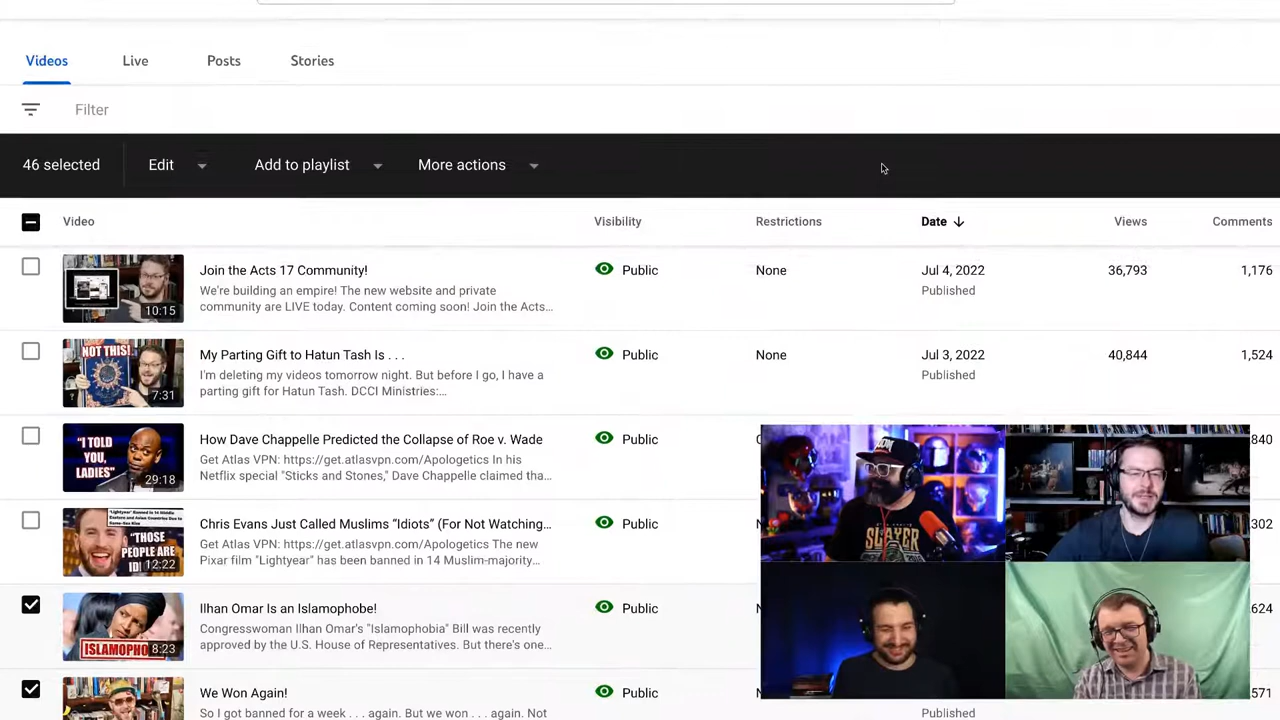 Videos Live Posts Stories
Filter
46 selected Edit Add to playlist More actions
Video Visibility Restrictions Date Views Comments
Join the Acts 17 Community! Public None Jul 4, 2022 36,793 1,176
We're building an empire! The new website and private Published
community are LIVE today. Content coming soon! Join the Acts...
10:15
NOT THIS!
My Parting Gift to Hatun Tash Is . . . Public None Jul 3, 2022 40,844 1,524
I'm deleting my videos tomorrow night. But before I go, I have a Published
parting gift for Hatun Tash. DCCI Ministries:...
7:31
"I TOLD
YOU,
LADIES"
How Dave Chappelle Predicted the Collapse of Roe v. Wade Public 840
Get Atlas VPN: https://get.atlasvpn.com/Apologetics In his
Netflix special "Sticks and Stones," Dave Chappelle claimed tha...
29:18
"THOSE
PEOPLE ARE
Chris Evans Just Called Muslims “Idiots” (For Not Watching... Public 302
Get Atlas VPN: https://get.atlasvpn.com/Apologetics The new
Pixar film "Lightyear" has been banned in 14 Muslim-majority...
12:22
ISLAMOPHO
Ilhan Omar Is an Islamophobe! Public 624
Congresswoman Ilhan Omar's "Islamophobia" Bill was recently
approved by the U.S. House of Representatives. But there's one...
8:23
We Won Again! Public 571
So I got banned for a week . . . again. But we won . . . again. Not Published
SLAYER